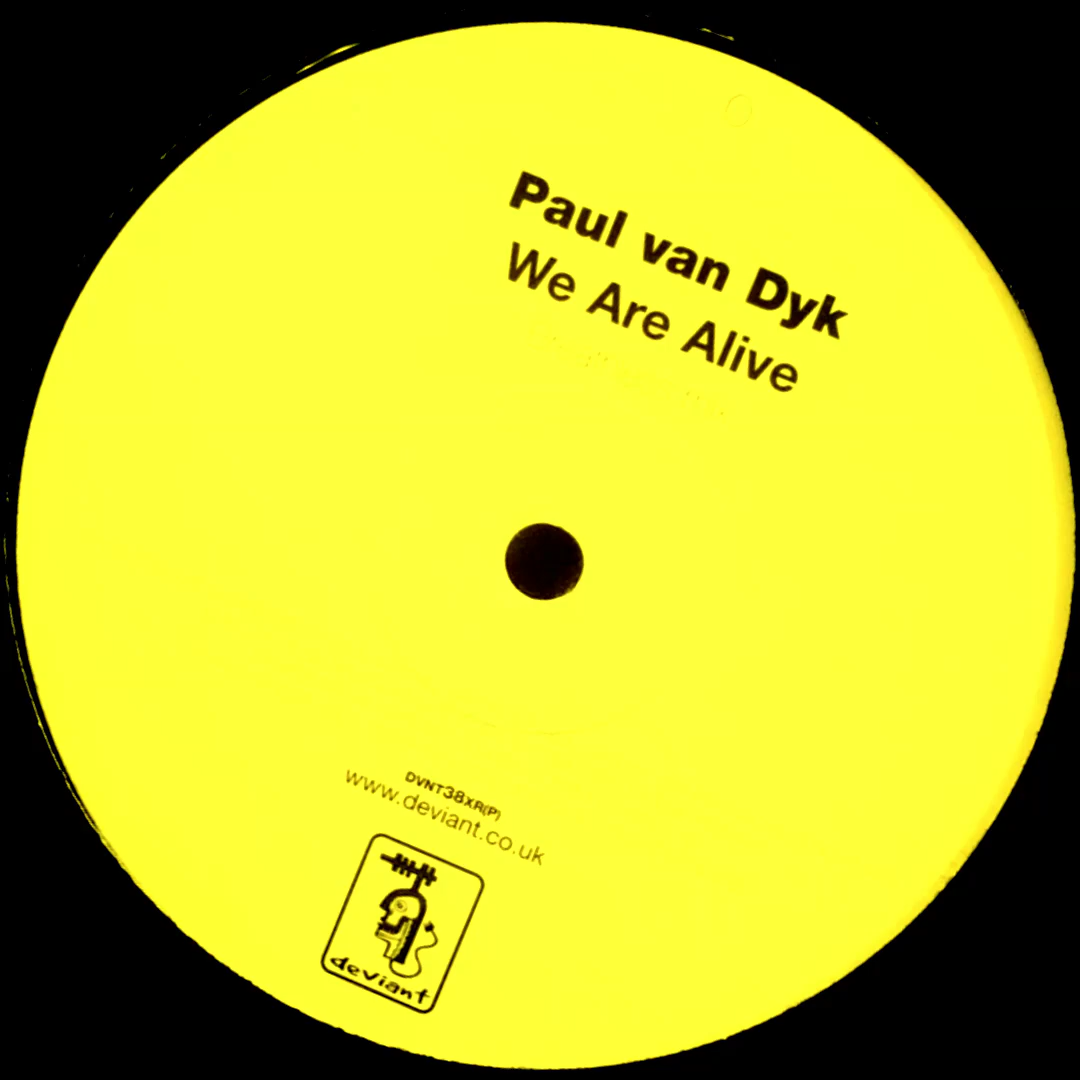 Paul van Dyk
We Are Alive
DVNT38XR(P)
www.deviant.co.uk
deviant